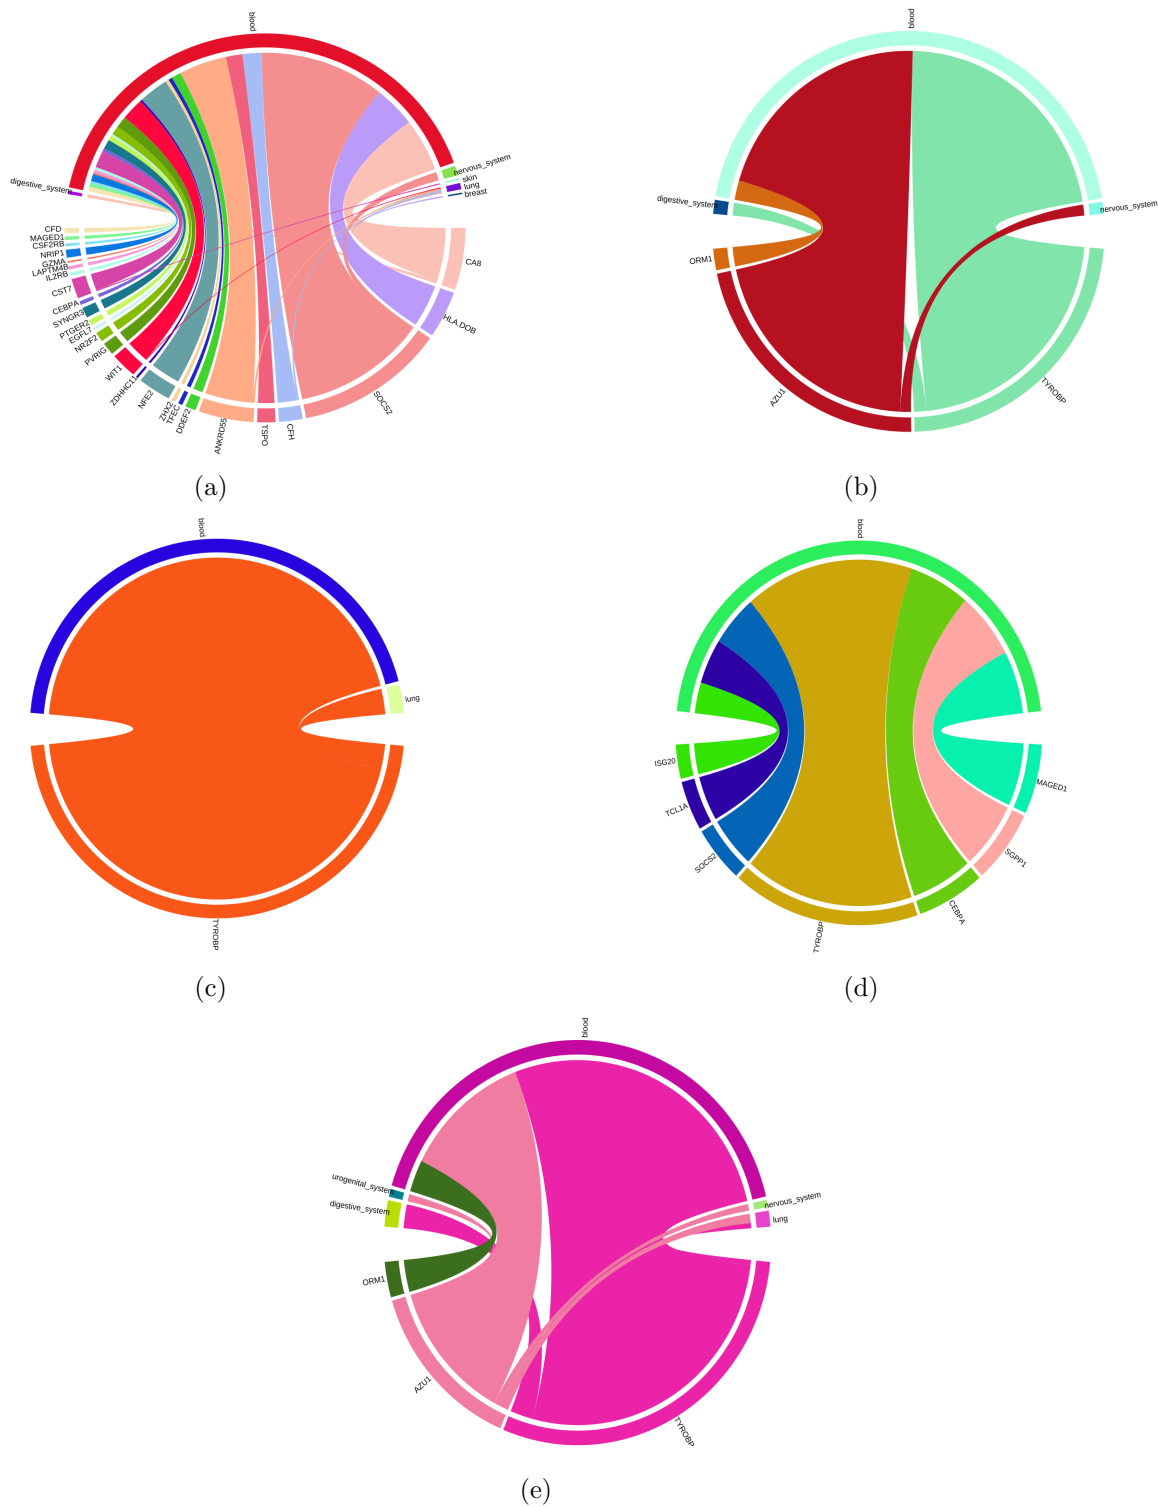 blood
nervous_system
skin
lung
breast
digestive_system
CFD
MAGED1
CSF2RB
NRIP1
GZMA
LAPTM4B
IL2RB
CST7
CEBPA
SYNGR3
PTGER2
EGFL7
NR2F2
PVRIG
WIT1
ZDHHC11
NFE2
ZHX2
TFEC
DDEF2
ANKRD55
TSPO
CFH
SOCS2
HLA.DOB
CA8
(a)
blood
digestive_system
nervous_system
ORM1
AZU1
TYROBP
(b)
blood
lung
TYROBP
(c)
blood
ISG20
TCL1A
SOCS2
TYROBP
CEBPA
SGPP1
MAGED1
(d)
blood
urogenital_system
digestive_system
nervous_system
lung
ORM1
AZU1
TYROBP
(e)